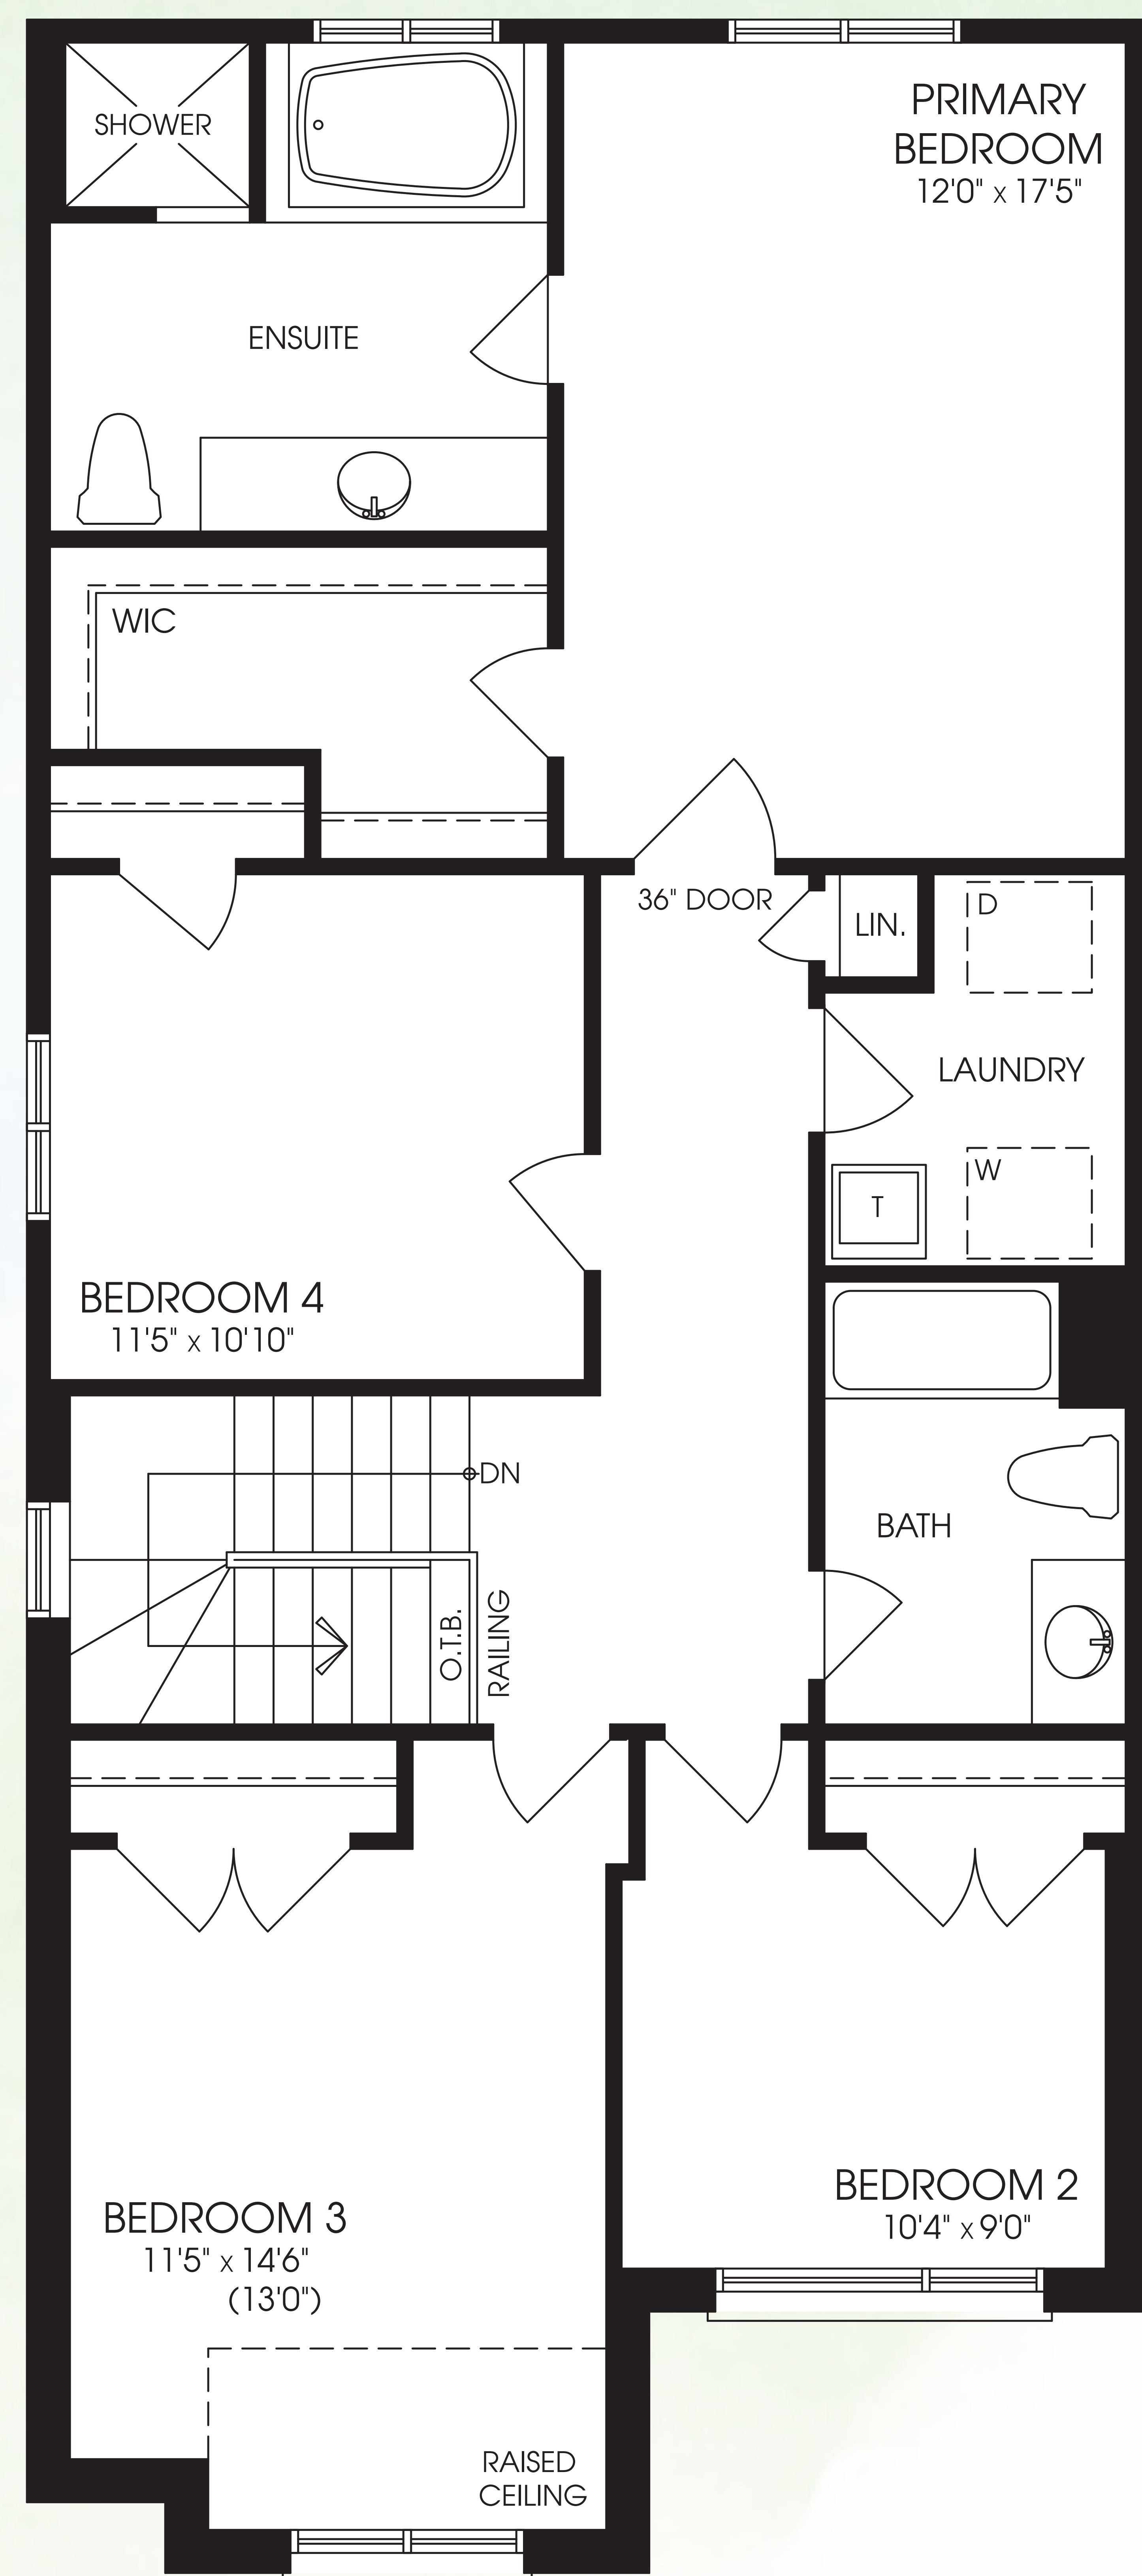 SHOWER
PRIMARY
BEDROOM
12'0" x 17'5"
ENSUITE
WIC
36" DOOR
LIN.
D
LAUNDRY
W
T
BEDROOM 4
11'5" x 10'10"
DN
BATH
O.T.B.
RAILING
BEDROOM 2
10'4" x 9'0"
BEDROOM 3
11'5" x 14'6"
(13'0")
RAISED
CEILING